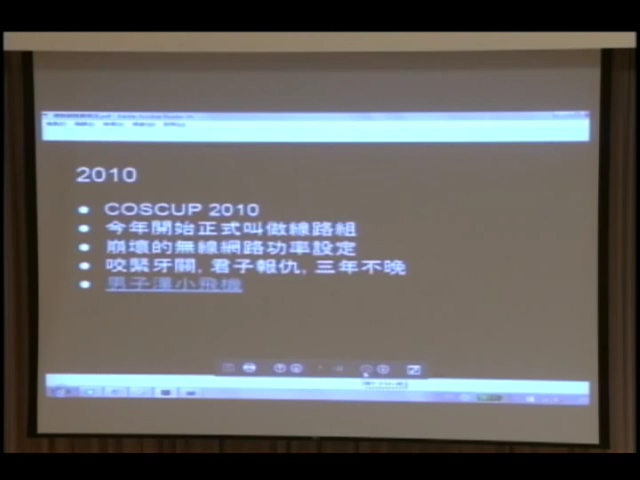 2010
COSCUP 2010
今年開始正式叫做線路組
崩壞的無線網路功率設定
咬緊牙關, 君子報仇, 三年不晚
男子漢小飛機